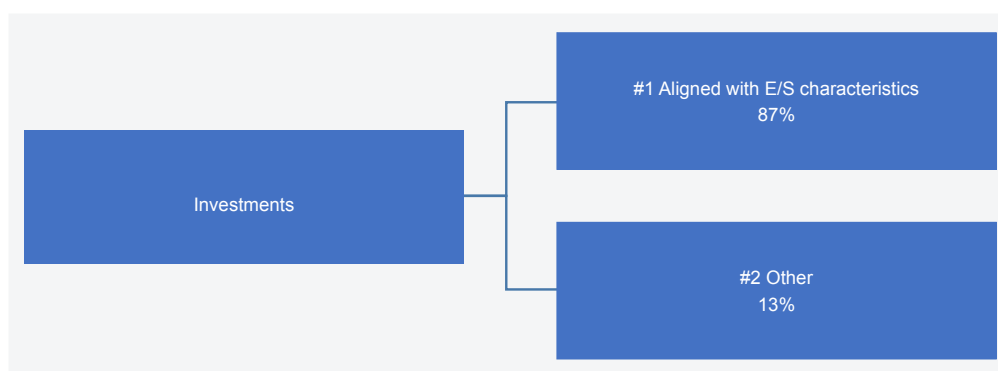 Investments
#1 Aligned with E/S characteristics
87%
#2 Other
13%